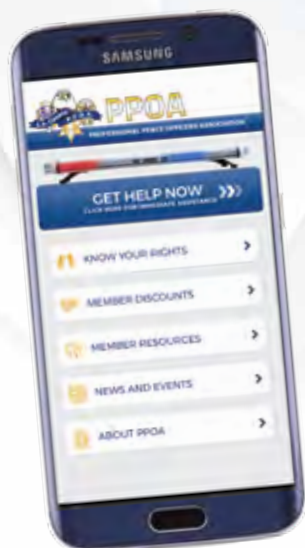 SAMSUNG
PPOA
PROFESSIONAL PEACE OFFICERS ASSOCIATION
GET HELP NOW
CLICK HERE FOR IMMEDIATE ASSISTANCE
KNOW YOUR RIGHTS
MEMBER DISCOUNTS
MEMBER RESOURCES
NEWS AND EVENTS
ABOUT PPOA